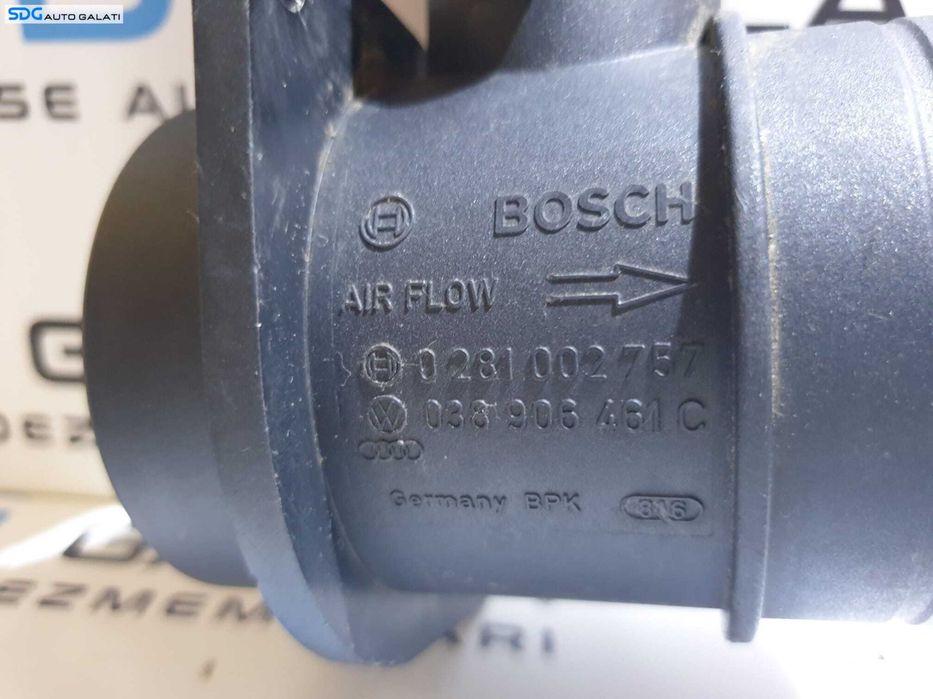 SDG AUTO GALATI
BOSCH
AIR FLOW
0 281 002 757
038 906 461 C
Germany BPK